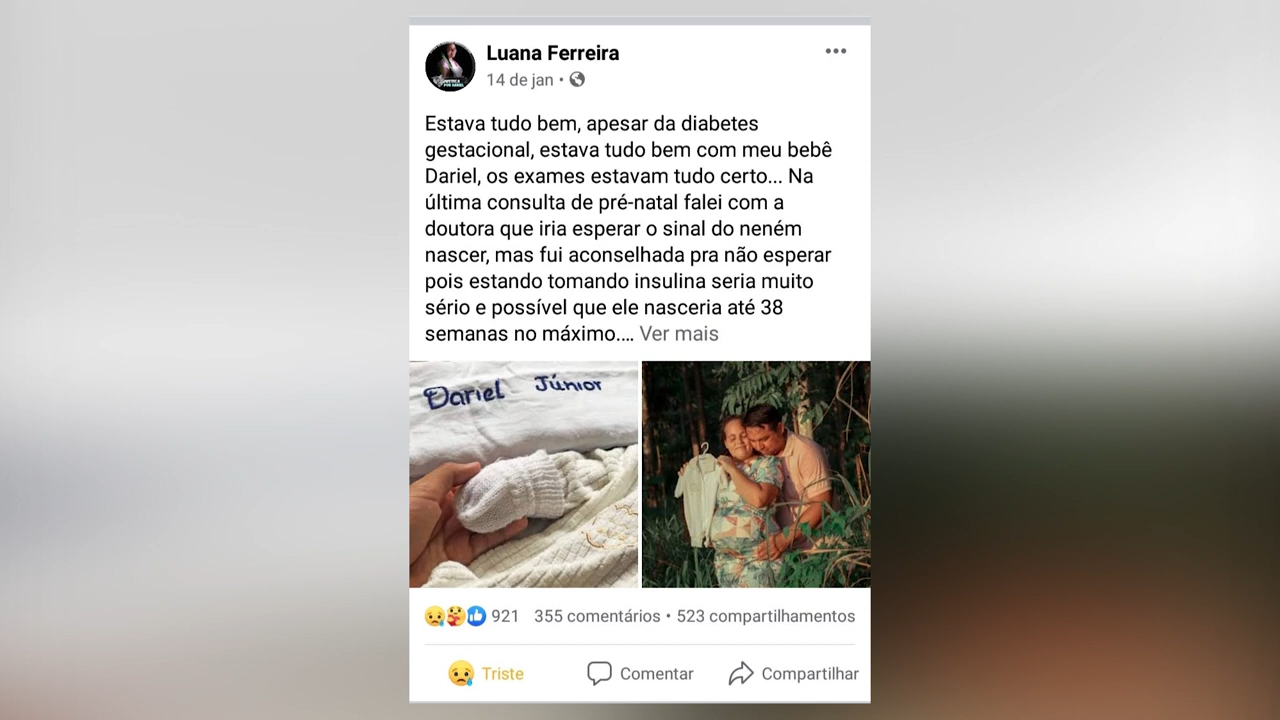 Luana Ferreira
14 de jan •
Estava tudo bem, apesar da diabetes
gestacional, estava tudo bem com meu bebê
Dariel, os exames estavam tudo certo... Na
última consulta de pré-natal falei com a
doutora que iria esperar o sinal do neném
nascer, mas fui aconselhada pra não esperar
pois estando tomando insulina seria muito
sério e possível que ele nasceria até 38
semanas no máximo.... Ver mais
Dariel Júnior
921 355 comentários • 523 compartilhamentos
Triste Comentar Compartilhar